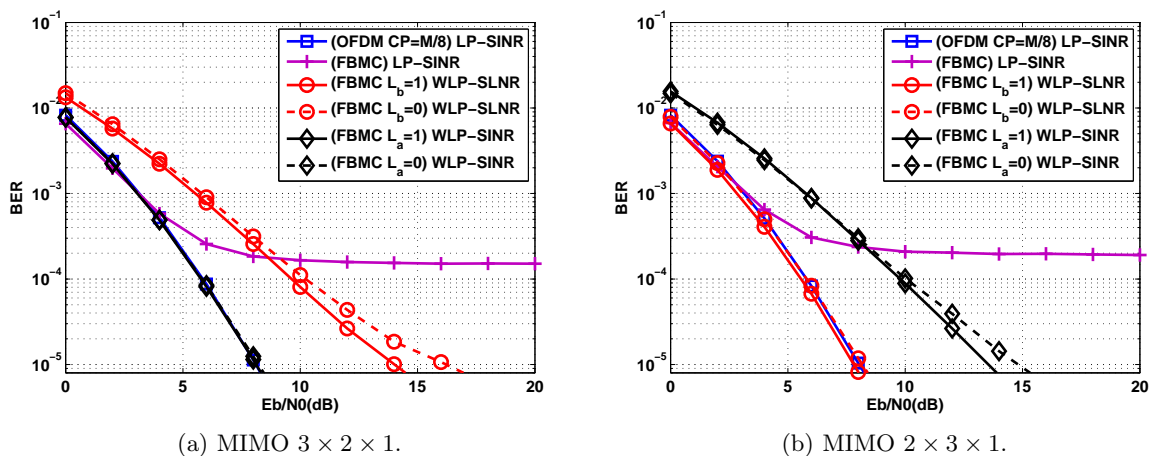 10⁻¹
10⁻²
10⁻³
10⁻⁴
10⁻⁵
BER
0 5 10 15 20
Eb/N0(dB)
(OFDM CP=M/8) LP−SINR
(FBMC) LP−SINR
(FBMC L_b=1) WLP−SLNR
(FBMC L_b=0) WLP−SLNR
(FBMC L_a=1) WLP−SINR
(FBMC L_a=0) WLP−SINR
(a) MIMO 3 × 2 × 1.
10⁻¹
10⁻²
10⁻³
10⁻⁴
10⁻⁵
BER
0 5 10 15 20
Eb/N0(dB)
(OFDM CP=M/8) LP−SINR
(FBMC) LP−SINR
(FBMC L_b=1) WLP−SLNR
(FBMC L_b=0) WLP−SLNR
(FBMC L_a=1) WLP−SINR
(FBMC L_a=0) WLP−SINR
(b) MIMO 2 × 3 × 1.